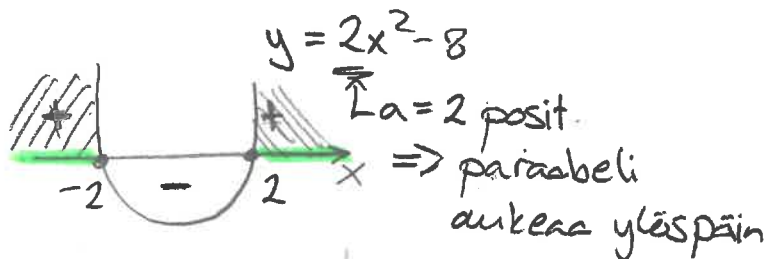 y = 2x² - 8
a = 2 posit.
⇒ paraabeli
aukeaa ylöspäin
+ +
-2 - 2 x